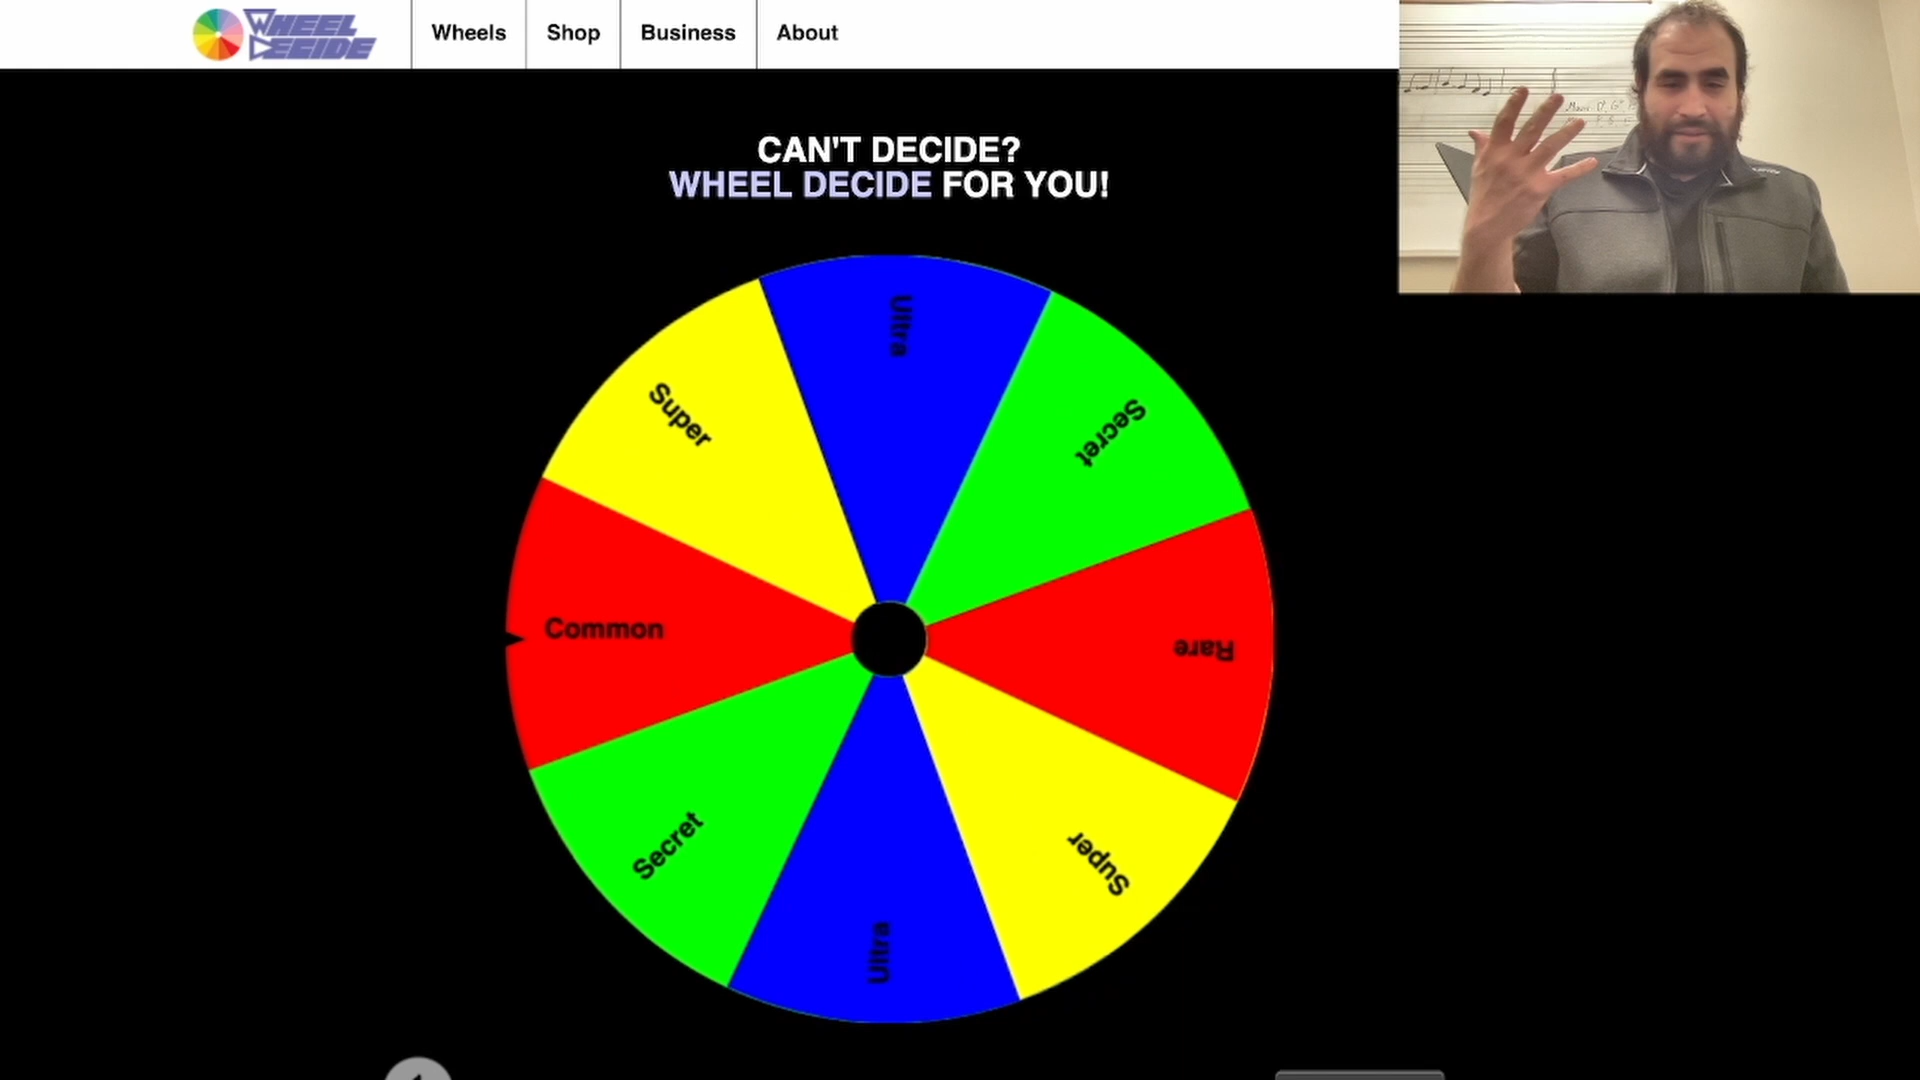 WHEEL
DECIDE
Wheels
Shop
Business
About
CAN'T DECIDE?
WHEEL DECIDE FOR YOU!
Ultra
Super
Secret
Common
Rare
Secret
Super
Ultra